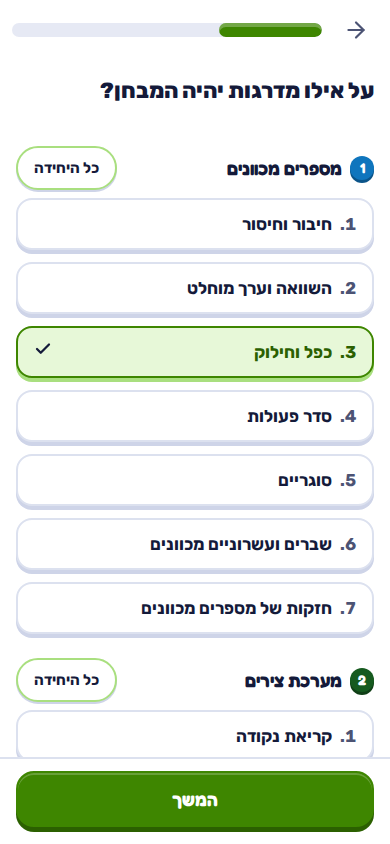 על אילו מדרגות יהיה המבחן?
1 מספרים מכוונים
כל היחידה
1. חיבור וחיסור
2. השוואה וערך מוחלט
3. כפל וחילוק
4. סדר פעולות
5. סוגריים
6. שברים ועשרוניים מכוונים
7. חזקות של מספרים מכוונים
2 מערכת צירים
כל היחידה
1. קריאת נקודה
המשך